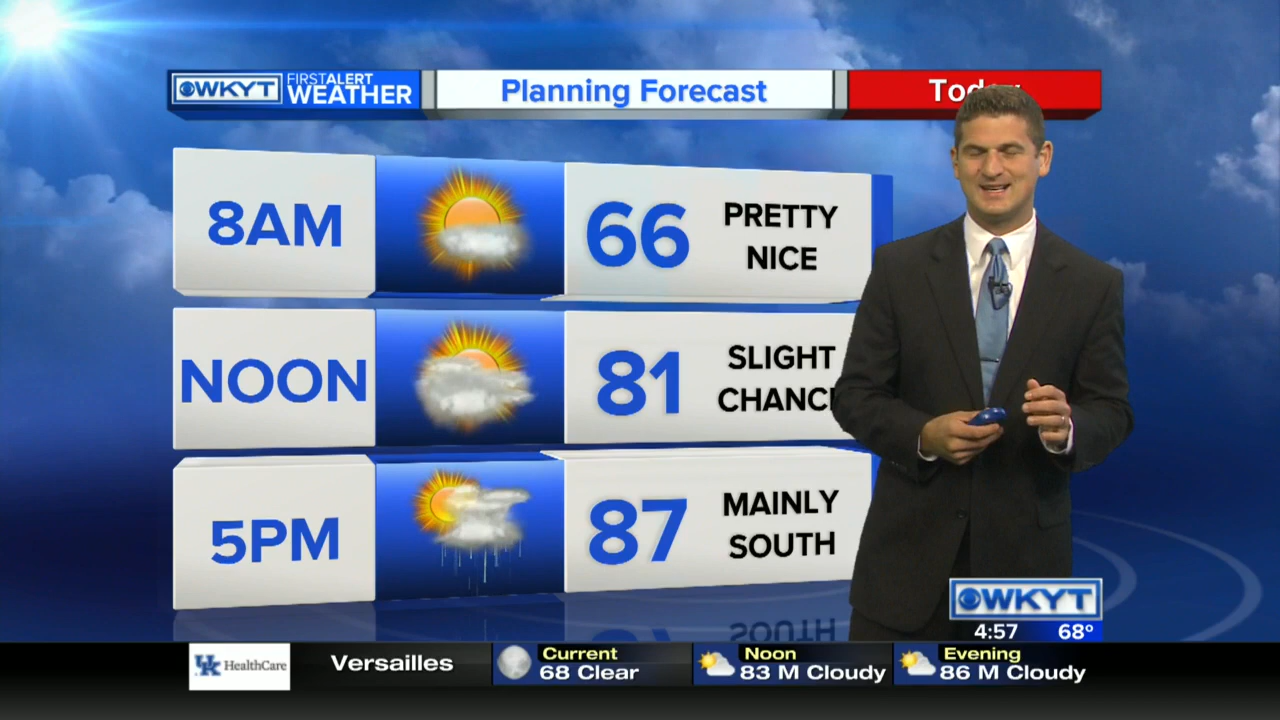 WKYT FIRST ALERT WEATHER
Planning Forecast
8AM
66
PRETTY
NICE
NOON
81
SLIGHT
5PM
87
MAINLY
SOUTH
WKYT
4:57 68°
UK HealthCare
Versailles
Current
68 Clear
Noon
83 M Cloudy
Evening
86 M Cloudy